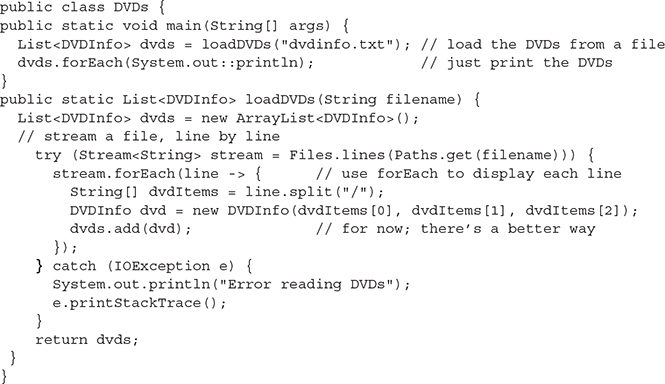 public class DVDs {
public static void main(String[] args) {
  List<DVDInfo> dvds = loadDVDs("dvdinfo.txt"); // load the DVDs from a file
  dvds.forEach(System.out::println);            // just print the DVDs
}
public static List<DVDInfo> loadDVDs(String filename) {
  List<DVDInfo> dvds = new ArrayList<DVDInfo>();
  // stream a file, line by line
    try (Stream<String> stream = Files.lines(Paths.get(filename))) {
      stream.forEach(line -> {      // use forEach to display each line
        String[] dvdItems = line.split("/");
        DVDInfo dvd = new DVDInfo(dvdItems[0], dvdItems[1], dvdItems[2]);
        dvds.add(dvd);              // for now; there’s a better way
      });
    } catch (IOException e) {
      System.out.println("Error reading DVDs");
      e.printStackTrace();
    }
    return dvds;
 }
}